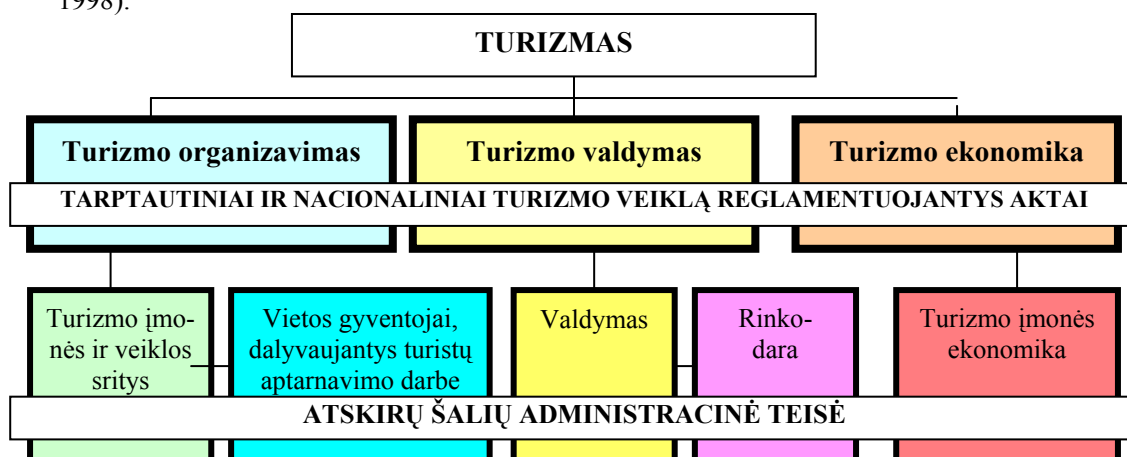 1998).
TURIZMAS
Turizmo organizavimas
Turizmo valdymas
Turizmo ekonomika
TARPTAUTINIAI IR NACIONALINIAI TURIZMO VEIKLĄ REGLAMENTUOJANTYS AKTAI
Turizmo įmo-
nės ir veiklos
sritys
Vietos gyventojai,
dalyvaujantys turistų
aptarnavimo darbe
Valdymas
Rinko-
dara
Turizmo įmonės
ekonomika
ATSKIRŲ ŠALIŲ ADMINISTRACINĖ TEISĖ